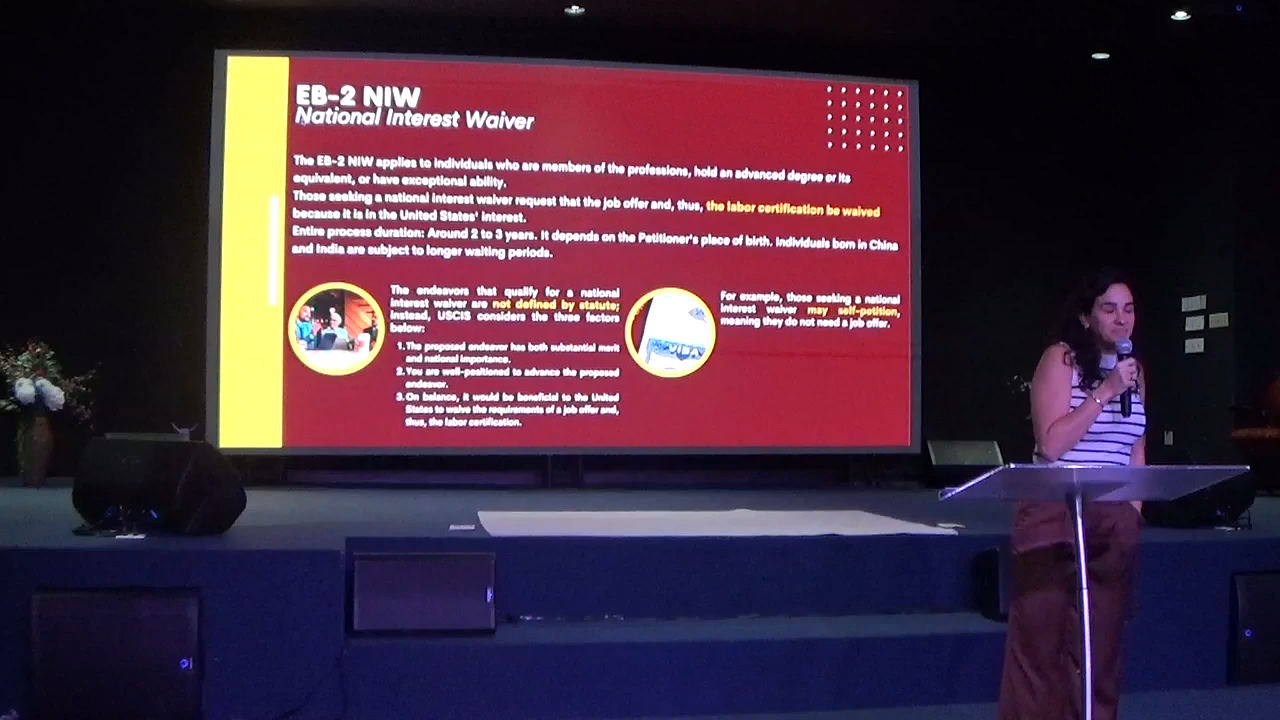 EB-2 NIW
National Interest Waiver
The EB-2 NIW applies to individuals who are members of the professions, hold an advanced degree or its
equivalent, or have exceptional ability.
Those seeking a national interest waiver request that the job offer and, thus, the labor certification be waived
because it is in the United States' interest.
Entire process duration: Around 2 to 3 years. It depends on the Petitioner's place of birth. Individuals born in China
and India are subject to longer waiting periods.
The endeavors that qualify for a national
interest waiver are not defined by statute;
instead, USCIS considers the three factors
below:
1. The proposed endeavor has both substantial merit
and national importance.
2. You are well-positioned to advance the proposed
endeavor.
3. On balance, it would be beneficial to the United
States to waive the requirements of a job offer and,
thus, the labor certification.
VISA
For example, those seeking a national
interest waiver may self-petition,
meaning they do not need a job offer.